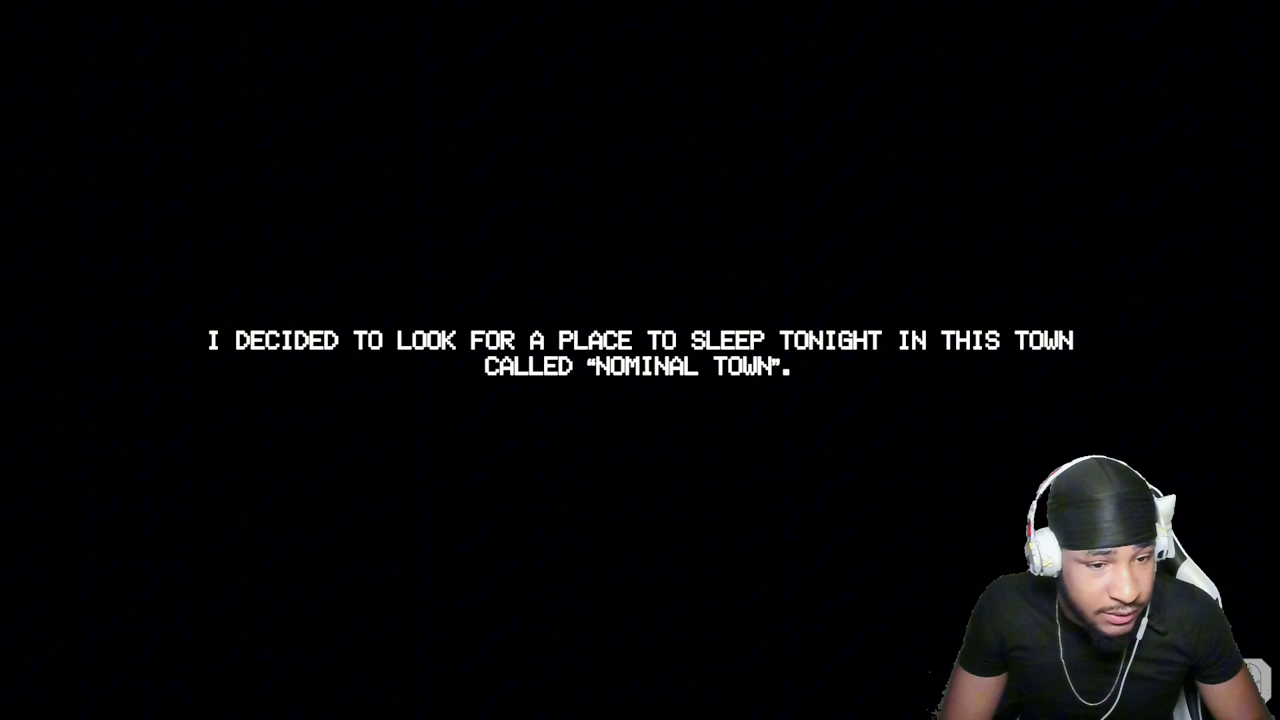 I DECIDED TO LOOK FOR A PLACE TO SLEEP TONIGHT IN THIS TOWN
CALLED “NOMINAL TOWN”.